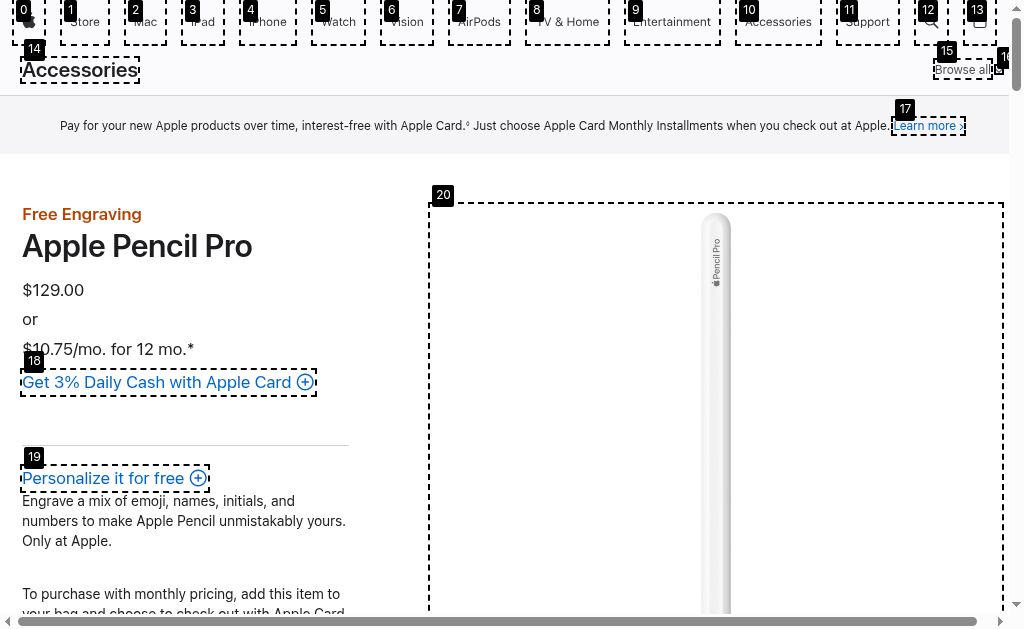 0 1 2 3 4 5 6 7 8 9 10 11 12 13
Store Mac iPad iPhone Watch Vision AirPods TV & Home Entertainment Accessories Support
14 15 16
Accessories Browse all
17
Pay for your new Apple products over time, interest-free with Apple Card.◊ Just choose Apple Card Monthly Installments when you check out at Apple. Learn more ›
20
Free Engraving
Apple Pencil Pro
$129.00
or
$10.75/mo. for 12 mo.*
18
Get 3% Daily Cash with Apple Card
19
Personalize it for free
Engrave a mix of emoji, names, initials, and
numbers to make Apple Pencil unmistakably yours.
Only at Apple.
To purchase with monthly pricing, add this item to
your bag and choose to check out with Apple Card
Pencil Pro